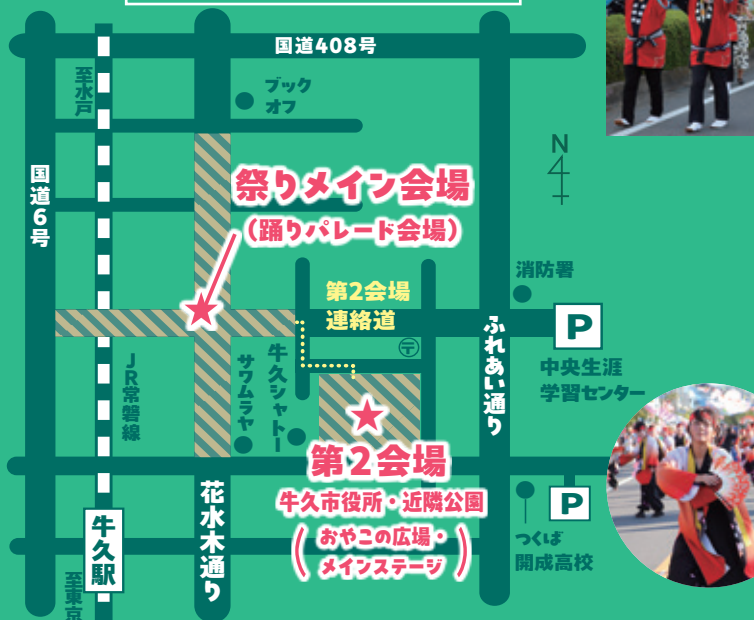 国道408号
至水戸
ブック
オフ
国道6号
N
祭りメイン会場
(踊りパレード会場)
消防署
第2会場
連絡道
P
〒
中央生涯
学習センター
ふれあい通り
JR常磐線
サワムラヤ
牛久シャトー
第2会場
牛久市役所・近隣公園
(おやこの広場・
メインステージ)
P
つくば
開成高校
花水木通り
牛久駅
至東京